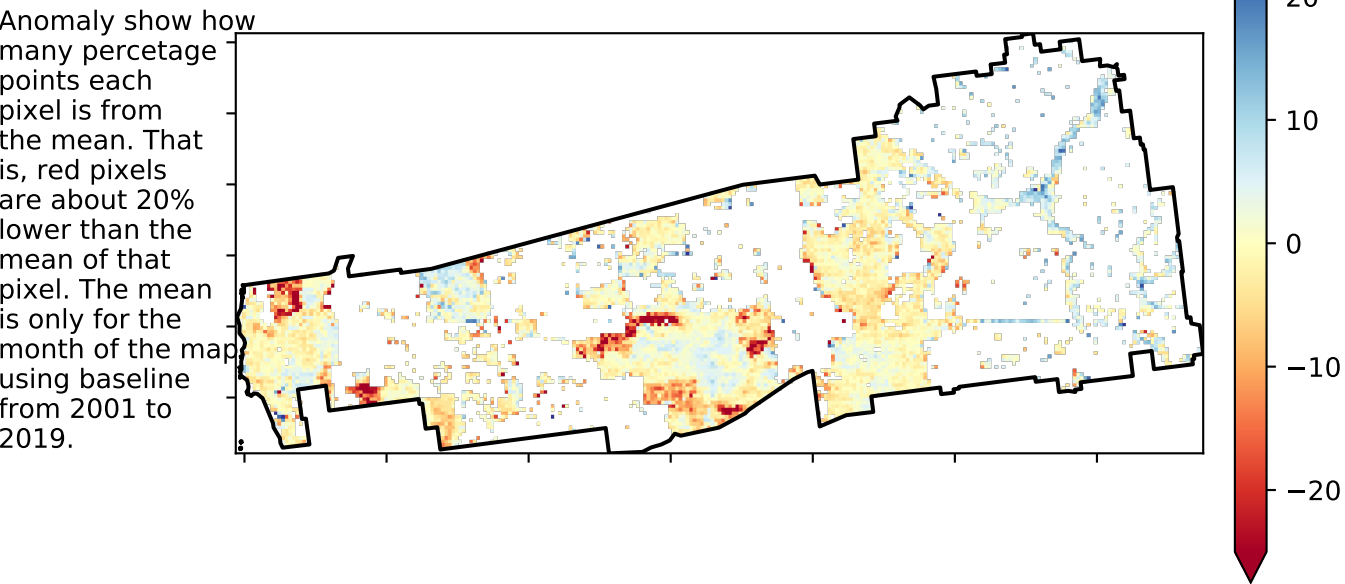 Anomaly show how
many percetage
points each
pixel is from
the mean. That
is, red pixels
are about 20%
lower than the
mean of that
pixel. The mean
is only for the
month of the map
using baseline
from 2001 to
2019.
20
10
0
−10
−20